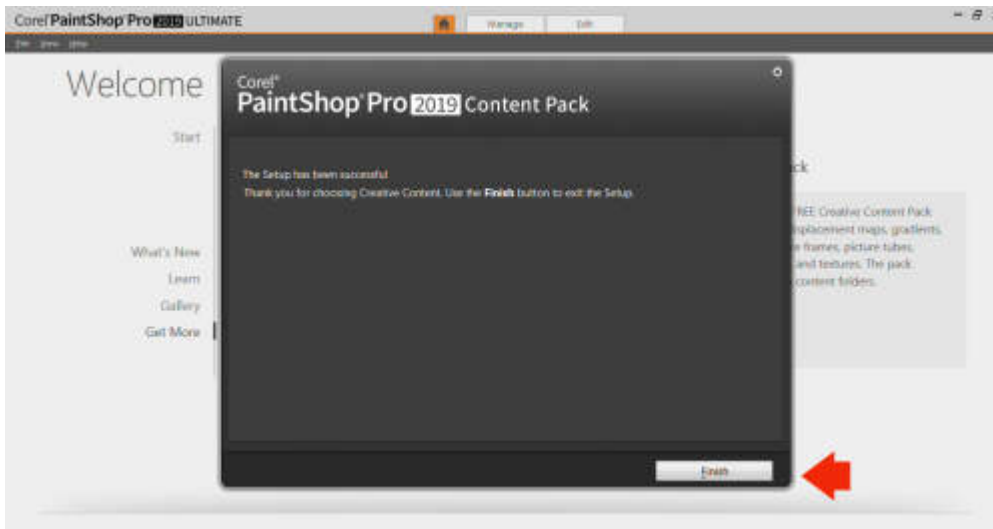 Corel PaintShop Pro 2019 ULTIMATE
Manage
Edit
Welcome
Start
What's New
Learn
Gallery
Get More
Corel®
PaintShop® Pro 2019 Content Pack
The Setup has been successful
Thank you for choosing Creative Content. Use the Finish button to exit the Setup.
Finish
ck
REE Creative Content Pack
isplacement maps, gradients,
e frames, picture tubes,
and textures. The pack
content folders.